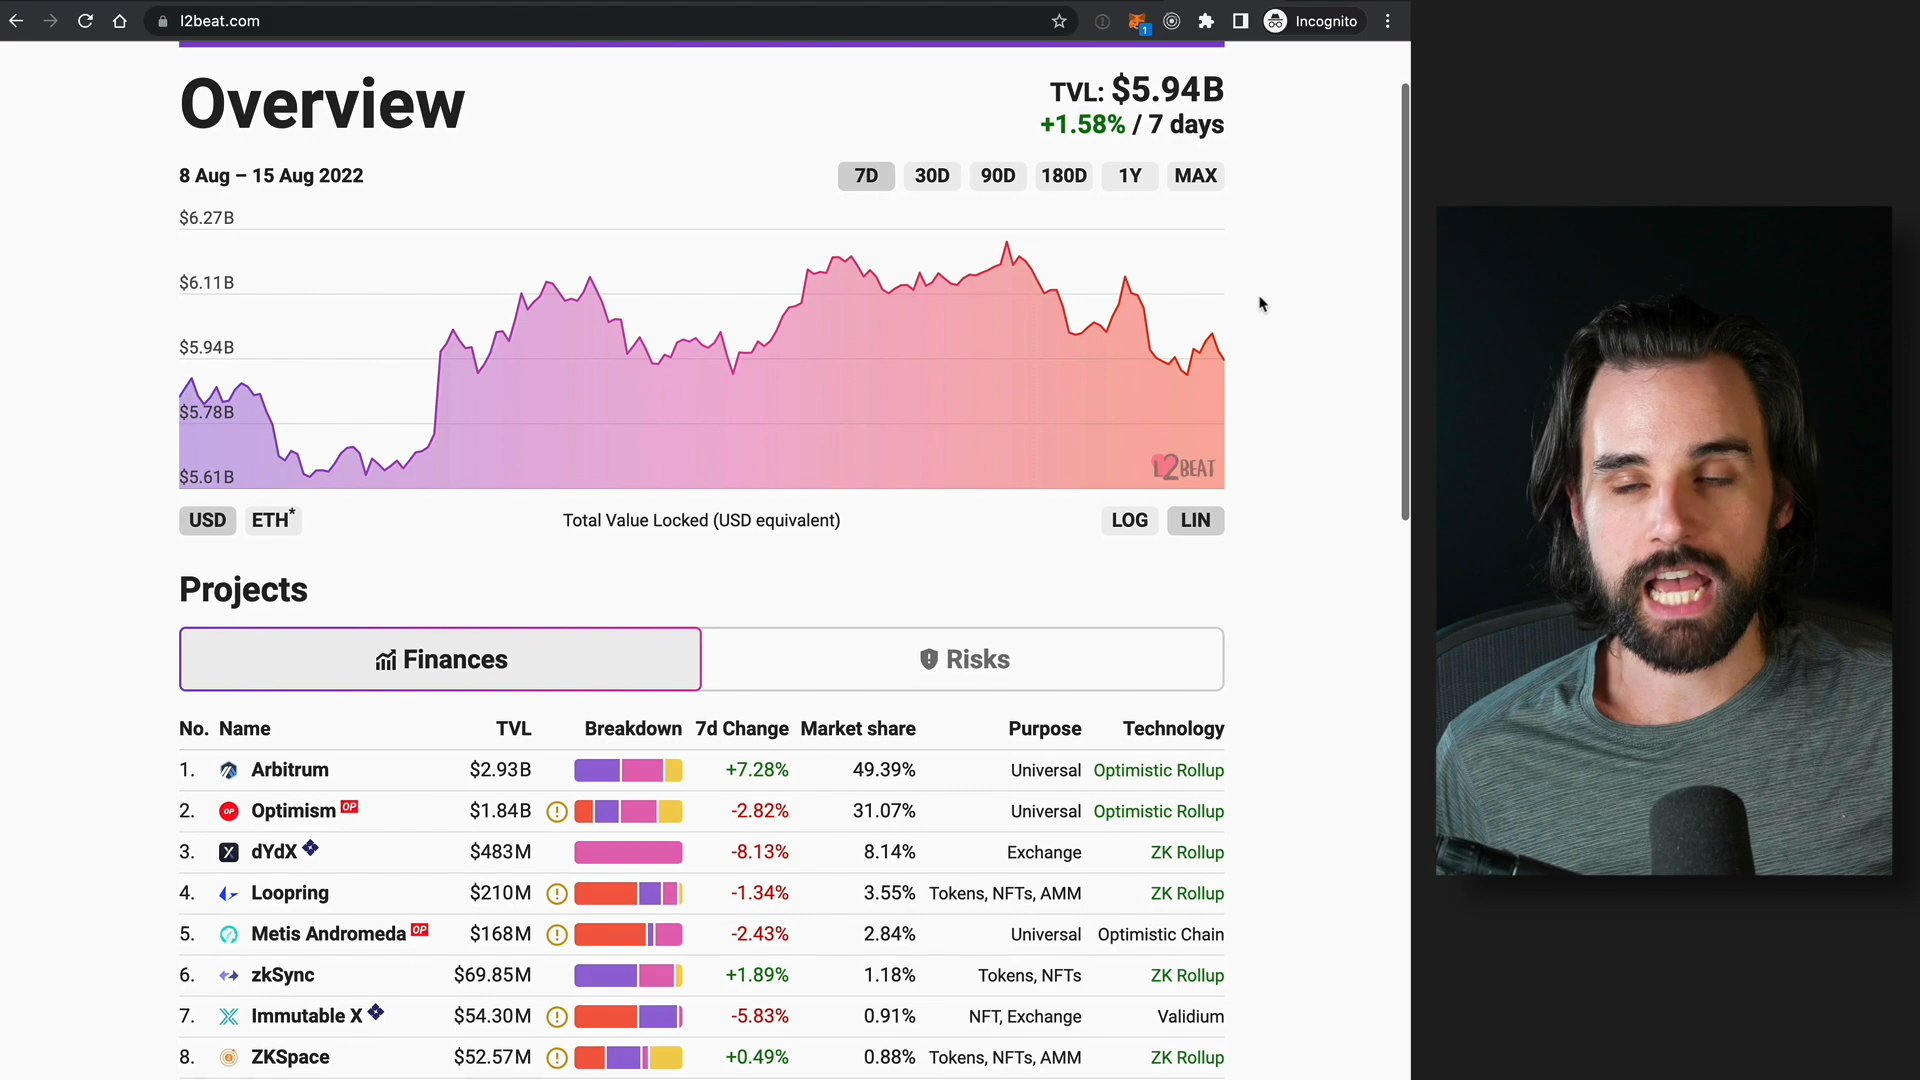 l2beat.com
1
Incognito
Overview
TVL: $5.94B
+1.58% / 7 days
8 Aug – 15 Aug 2022
7D 30D 90D 180D 1Y MAX
$6.27B
$6.11B
$5.94B
$5.78B
$5.61B
L2BEAT
USD ETH* Total Value Locked (USD equivalent) LOG LIN
Projects
Finances Risks
No. Name TVL Breakdown 7d Change Market share Purpose Technology
1. Arbitrum $2.93B +7.28% 49.39% Universal Optimistic Rollup
2. OP Optimism OP $1.84B -2.82% 31.07% Universal Optimistic Rollup
3. dYdX $483M -8.13% 8.14% Exchange ZK Rollup
4. Loopring $210M -1.34% 3.55% Tokens, NFTs, AMM ZK Rollup
5. Metis Andromeda OP $168M -2.43% 2.84% Universal Optimistic Chain
6. zkSync $69.85M +1.89% 1.18% Tokens, NFTs ZK Rollup
7. Immutable X $54.30M -5.83% 0.91% NFT, Exchange Validium
8. ZKSpace $52.57M +0.49% 0.88% Tokens, NFTs, AMM ZK Rollup